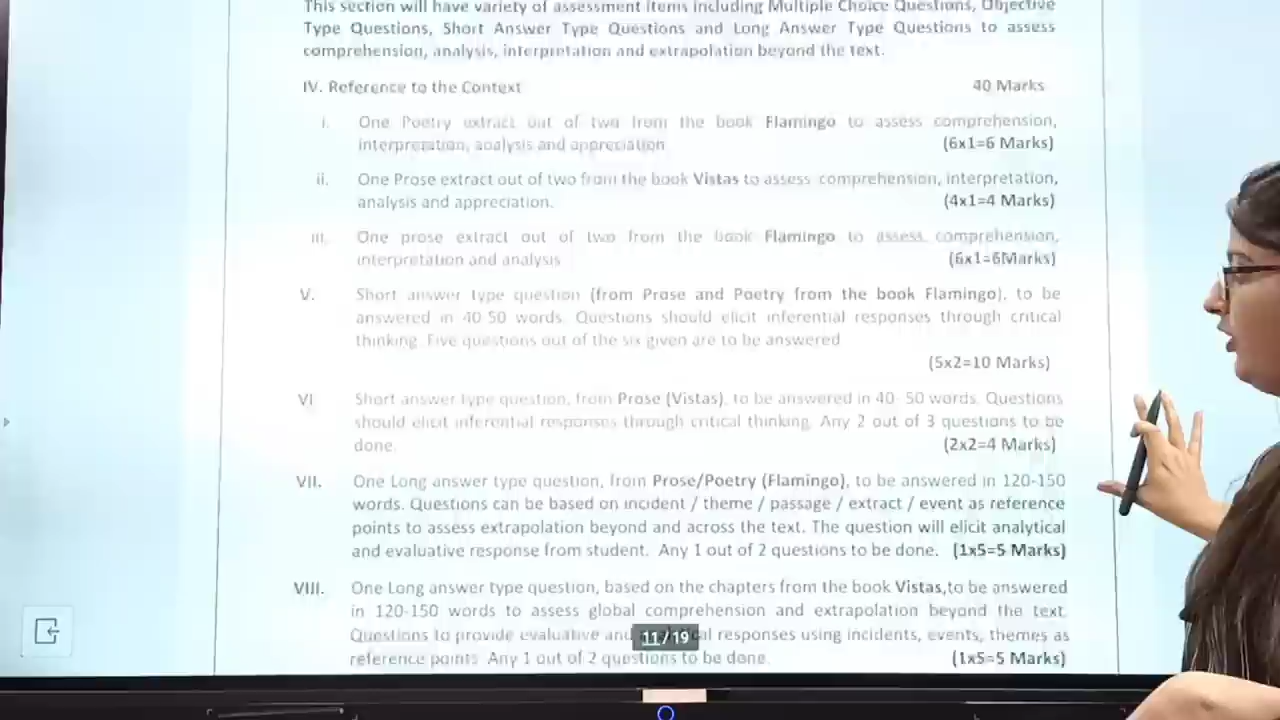 This section will have variety of assessment items including Multiple Choice Questions, Objective
Type Questions, Short Answer Type Questions and Long Answer Type Questions to assess
comprehension, analysis, interpretation and extrapolation beyond the text.
IV. Reference to the Context 40 Marks
i. One Poetry extract out of two from the book Flamingo to assess comprehension,
interpretation, analysis and appreciation (6x1=6 Marks)
ii. One Prose extract out of two from the book Vistas to assess comprehension, interpretation,
analysis and appreciation. (4x1=4 Marks)
iii. One prose extract out of two from the book Flamingo to assess comprehension,
interpretation and analysis (6x1=6Marks)
V. Short answer type question (from Prose and Poetry from the book Flamingo), to be
answered in 40 50 words. Questions should elicit inferential responses through critical
thinking. Five questions out of the six given are to be answered
(5x2=10 Marks)
VI Short answer type question, from Prose (Vistas), to be answered in 40- 50 words. Questions
should elicit inferential responses through critical thinking. Any 2 out of 3 questions to be
done. (2x2=4 Marks)
VII. One Long answer type question, from Prose/Poetry (Flamingo), to be answered in 120-150
words. Questions can be based on incident / theme / passage / extract / event as reference
points to assess extrapolation beyond and across the text. The question will elicit analytical
and evaluative response from student. Any 1 out of 2 questions to be done. (1x5=5 Marks)
VIII. One Long answer type question, based on the chapters from the book Vistas,to be answered
in 120-150 words to assess global comprehension and extrapolation beyond the text.
Questions to provide evaluative and responses using incidents, events, themes as
11 / 19
reference points. Any 1 out of 2 questions to be done. (1x5=5 Marks)